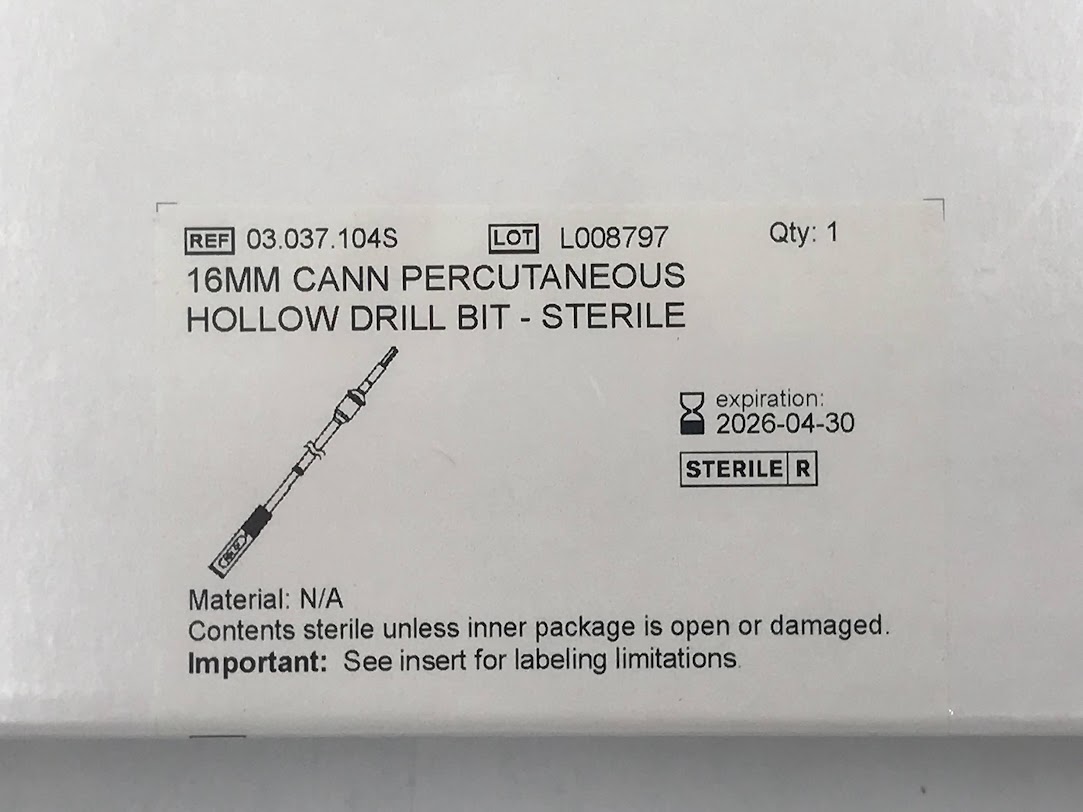 REF 03.037.104S LOT L008797 Qty: 1
16MM CANN PERCUTANEOUS
HOLLOW DRILL BIT - STERILE
expiration:
2026-04-30
STERILE R
Material: N/A
Contents sterile unless inner package is open or damaged.
Important: See insert for labeling limitations.